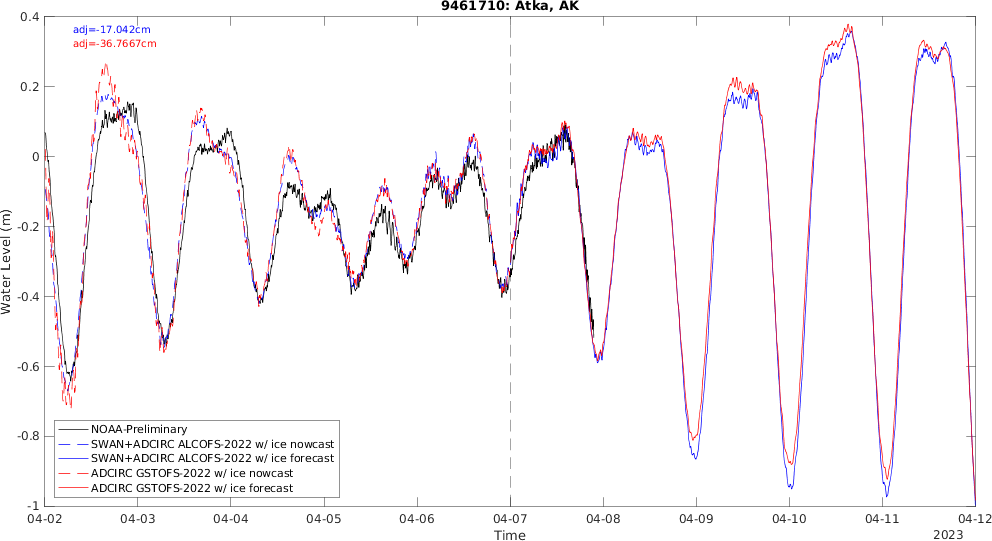 9461710: Atka, AK
adj=-17.042cm
adj=-36.7667cm
0.4
0.2
0
-0.2
-0.4
-0.6
-0.8
-1
Water Level (m)
NOAA-Preliminary
SWAN+ADCIRC ALCOFS-2022 w/ ice nowcast
SWAN+ADCIRC ALCOFS-2022 w/ ice forecast
ADCIRC GSTOFS-2022 w/ ice nowcast
ADCIRC GSTOFS-2022 w/ ice forecast
04-02 04-03 04-04 04-05 04-06 04-07 04-08 04-09 04-10 04-11 04-12
Time
2023